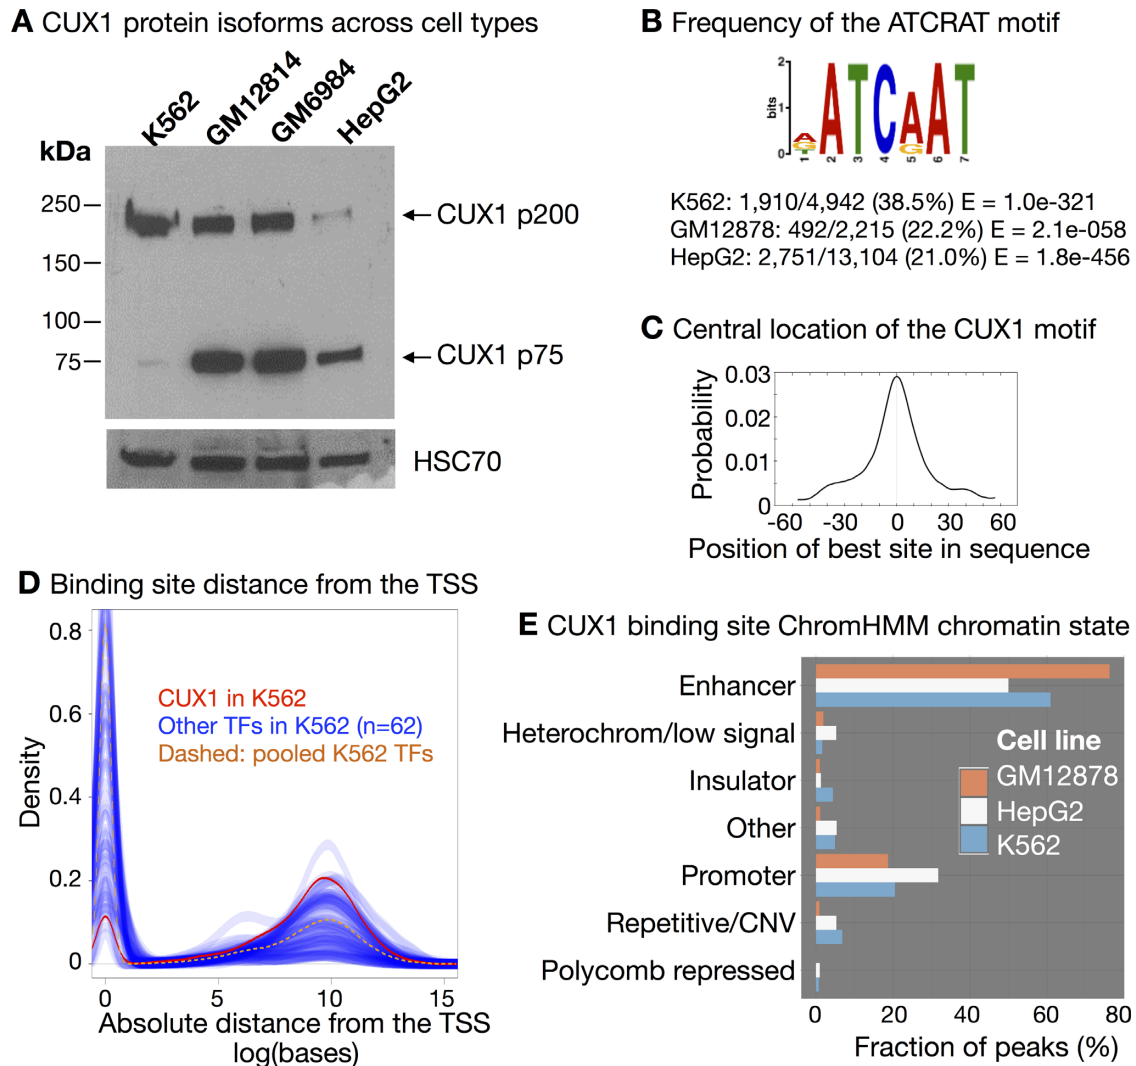 A CUX1 protein isoforms across cell types
K562
GM12814
GM6984
HepG2
kDa
250
150
100
75
CUX1 p200
CUX1 p75
HSC70
B Frequency of the ATCRAT motif
2
1
0
bits
A
G
T
A
T
C
A
G
A
T
1 2 3 4 5 6 7
K562: 1,910/4,942 (38.5%) E = 1.0e-321
GM12878: 492/2,215 (22.2%) E = 2.1e-058
HepG2: 2,751/13,104 (21.0%) E = 1.8e-456
C Central location of the CUX1 motif
Probability
0.03
0.02
0.01
0
-60 -30 0 30 60
Position of best site in sequence
D Binding site distance from the TSS
Density
0.8
0.6
0.4
0.2
0
CUX1 in K562
Other TFs in K562 (n=62)
Dashed: pooled K562 TFs
0 5 10 15
Absolute distance from the TSS
log(bases)
E CUX1 binding site ChromHMM chromatin state
Enhancer
Heterochrom/low signal
Insulator
Other
Promoter
Repetitive/CNV
Polycomb repressed
Cell line
GM12878
HepG2
K562
0 20 40 60 80
Fraction of peaks (%)